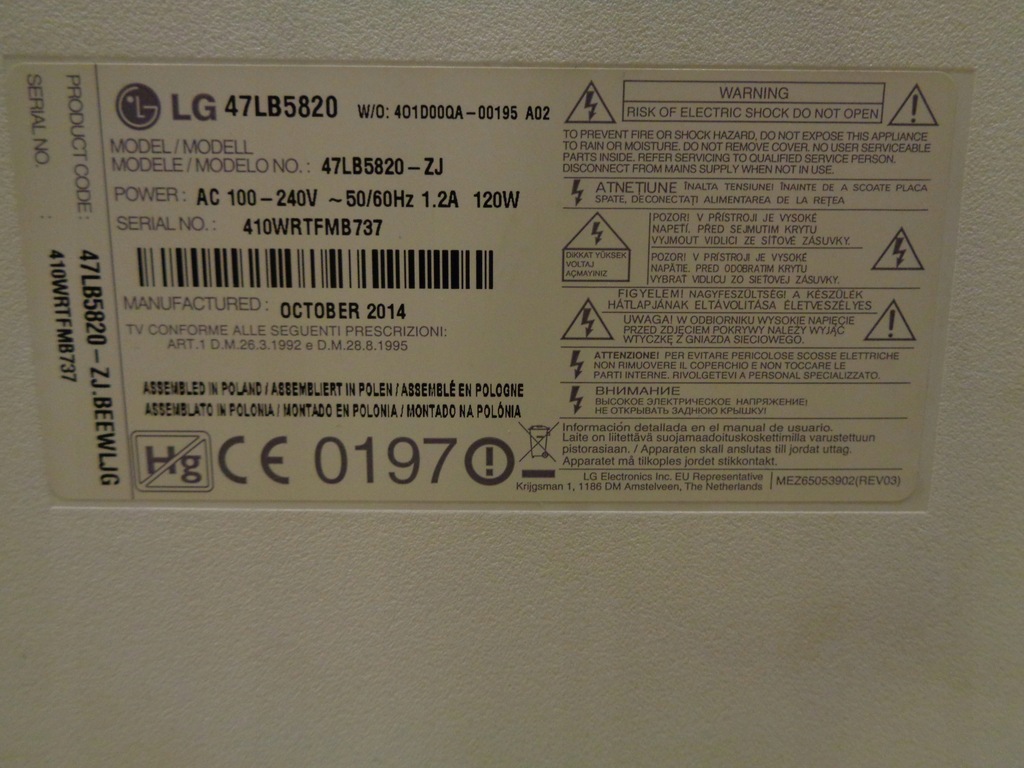 PRODUCT CODE : 47LB5820-ZJ.BEEWLJG
SERIAL NO. : 410WRTFMB737
LG 47LB5820 W/O: 401D00QA-00195 A02
MODEL / MODELL
MODELE / MODELO NO. : 47LB5820-ZJ
POWER : AC 100-240V ~50/60Hz 1.2A 120W
SERIAL NO. : 410WRTFMB737
MANUFACTURED : OCTOBER 2014
TV CONFORME ALLE SEGUENTI PRESCRIZIONI:
ART.1 D.M.26.3.1992 e D.M.28.8.1995
ASSEMBLED IN POLAND / ASSEMBLIERT IN POLEN / ASSEMBLÉ EN POLOGNE
ASSEMBLATO IN POLONIA / MONTADO EN POLONIA / MONTADO NA POLÓNIA
Hg CE 0197
WARNING
RISK OF ELECTRIC SHOCK DO NOT OPEN
TO PREVENT FIRE OR SHOCK HAZARD, DO NOT EXPOSE THIS APPLIANCE
TO RAIN OR MOISTURE. DO NOT REMOVE COVER. NO USER SERVICEABLE
PARTS INSIDE. REFER SERVICING TO QUALIFIED SERVICE PERSON.
DISCONNECT FROM MAINS SUPPLY WHEN NOT IN USE.
ATNEŢIUNE ÎNALTA TENSIUNE! ÎNAINTE DE A SCOATE PLACA
SPATE, DECONECTAŢI ALIMENTAREA DE LA REŢEA
DIKKAT YÜKSEK
VOLTAJ
AÇMAYINIZ
POZOR! V PŘÍSTROJI JE VYSOKÉ
NAPETÍ. PŘED SEJMUTIM KRYTU
VYJMOUT VIDLICI ZE SÍTOVÉ ZÁSUVKY.
POZOR! V PRÍSTROJI JE VYSOKÉ
NAPÄTIE. PRED ODOBRATIM KRYTU
VYBRAT VIDLICU ZO SIETOVEJ ZÁSUVKY.
FIGYELEM! NAGYFESZÜLTSÉG! A KÉSZÜLÉK
HÁTLAPJÁNAK ELTÁVOLÍTÁSA ÉLETVESZÉLYES
UWAGA! W ODBIORNIKU WYSOKIE NAPIĘCIE
PRZED ZDJĘCIEM POKRYWY NALEŻY WYJĄĆ
WTYCZKĘ Z GNIAZDA SIECIOWEGO.
ATTENZIONE! PER EVITARE PERICOLOSE SCOSSE ELETTRICHE
NON RIMUOVERE IL COPERCHIO E NON TOCCARE LE
PARTI INTERNE. RIVOLGETEVI A PERSONAL SPECIALIZZATO.
ВНИМАНИЕ
ВЫСОКОЕ ЭЛЕКТРИЧЕСКОЕ НАПРЯЖЕНИЕ!
НЕ ОТКРЫВАТЬ ЗАДНЮЮ КРЫШКУ!
Información detallada en el manual de usuario.
Laite on liitettävä suojamaadoituskoskettimilla varustettuun
pistorasiaan. / Apparaten skall anslutas till jordat uttag.
Apparatet må tilkoples jordet stikkontakt.
LG Electronics Inc. EU Representative
Krijgsman 1, 1186 DM Amstelveen, The Netherlands
MEZ65053902(REV03)